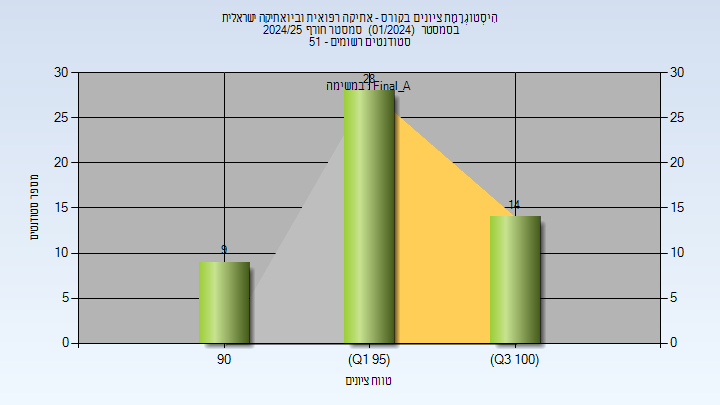 היסטוגרמת ציונים בקורס - אתיקה רפואית וביואתיקה ישראלית
בסמסטר (01/2024) סמסטר חורף 2024/25
סטודנטים רשומים - 51
במשימה Final_A
מספר סטודנטים
30 28 30
25 25
20 20
15 14 15
10 9 10
5 5
0 0
90 (Q1 95) (Q3 100)
טווח ציונים